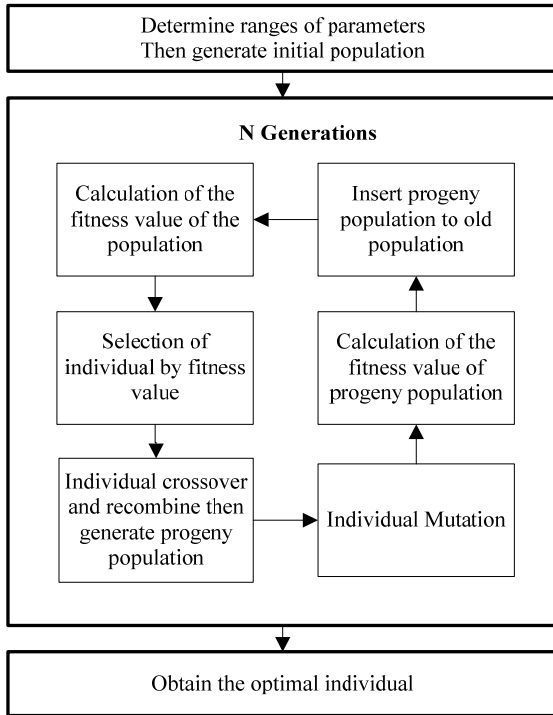 Determine ranges of parameters
Then generate initial population
N Generations
Calculation of the
fitness value of the
population
Insert progeny
population to old
population
Selection of
individual by fitness
value
Calculation of the
fitness value of
progeny population
Individual crossover
and recombine then
generate progeny
population
Individual Mutation
Obtain the optimal individual